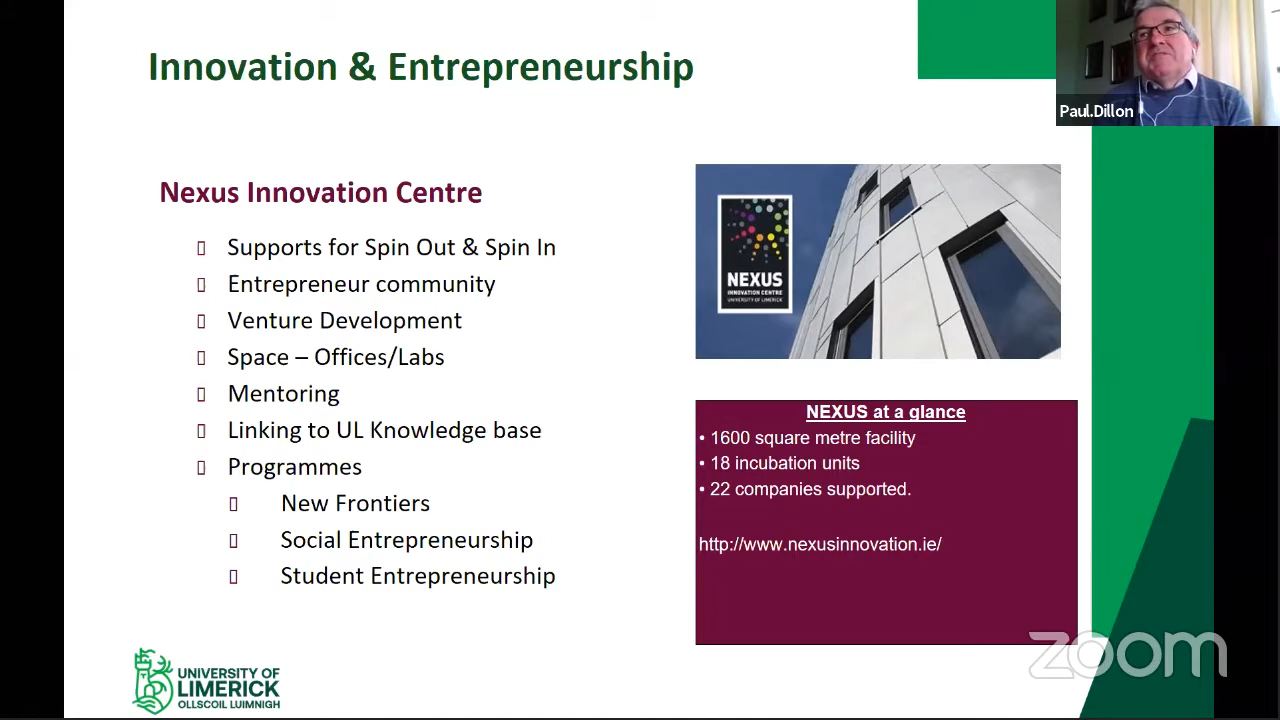 Innovation & Entrepreneurship
Paul.Dillon
Nexus Innovation Centre
Supports for Spin Out & Spin In
Entrepreneur community
Venture Development
Space – Offices/Labs
Mentoring
Linking to UL Knowledge base
Programmes
New Frontiers
Social Entrepreneurship
Student Entrepreneurship
NEXUS
INNOVATION CENTRE
UNIVERSITY OF LIMERICK
NEXUS at a glance
• 1600 square metre facility
• 18 incubation units
• 22 companies supported.
http://www.nexusinnovation.ie/
UNIVERSITY OF
LIMERICK
OLLSCOIL LUIMNIGH
zoom